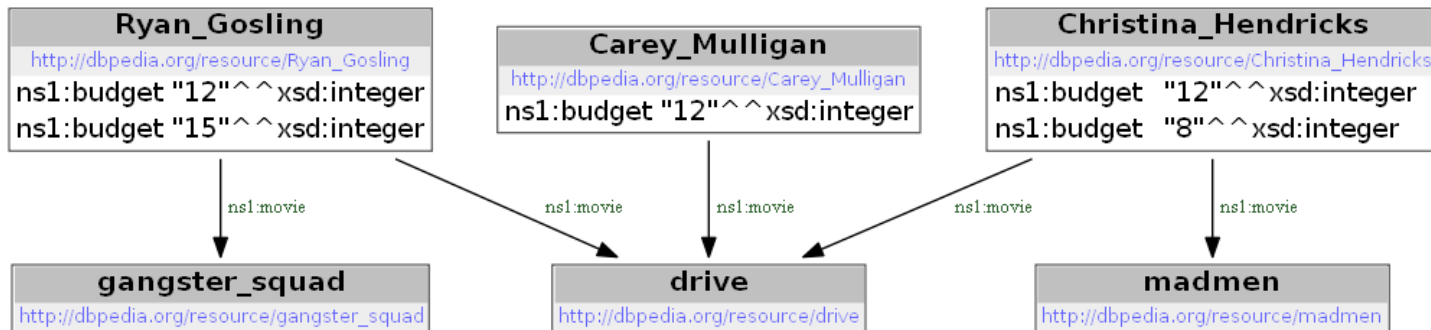 Ryan_Gosling
http://dbpedia.org/resource/Ryan_Gosling
ns1:budget "12"^^xsd:integer
ns1:budget "15"^^xsd:integer
Carey_Mulligan
http://dbpedia.org/resource/Carey_Mulligan
ns1:budget "12"^^xsd:integer
Christina_Hendricks
http://dbpedia.org/resource/Christina_Hendricks
ns1:budget "12"^^xsd:integer
ns1:budget "8"^^xsd:integer
ns1:movie
ns1:movie
ns1:movie
ns1:movie
ns1:movie
gangster_squad
http://dbpedia.org/resource/gangster_squad
drive
http://dbpedia.org/resource/drive
madmen
http://dbpedia.org/resource/madmen